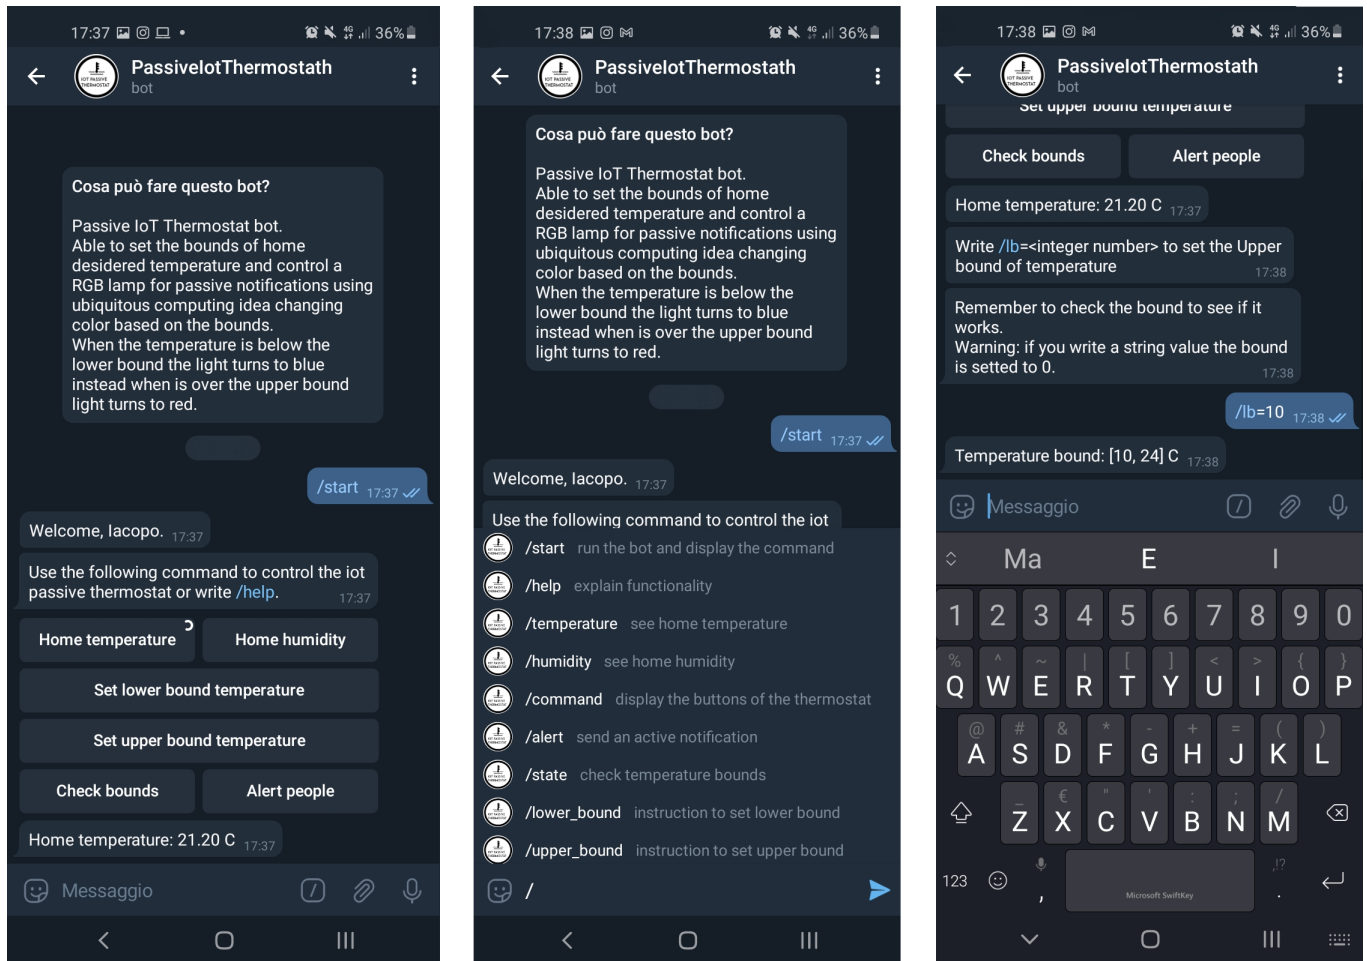 17:37
4G
36%
PassiveIotThermostath
bot
Cosa può fare questo bot?
Passive IoT Thermostat bot.
Able to set the bounds of home
desidered temperature and control a
RGB lamp for passive notifications using
ubiquitous computing idea changing
color based on the bounds.
When the temperature is below the
lower bound the light turns to blue
instead when is over the upper bound
light turns to red.
/start 17:37
Welcome, Iacopo. 17:37
Use the following command to control the iot
passive thermostat or write /help. 17:37
Home temperature
Home humidity
Set lower bound temperature
Set upper bound temperature
Check bounds
Alert people
Home temperature: 21.20 C 17:37
Messaggio
17:38
4G
36%
PassiveIotThermostath
bot
Cosa può fare questo bot?
Passive IoT Thermostat bot.
Able to set the bounds of home
desidered temperature and control a
RGB lamp for passive notifications using
ubiquitous computing idea changing
color based on the bounds.
When the temperature is below the
lower bound the light turns to blue
instead when is over the upper bound
light turns to red.
/start 17:37
Welcome, Iacopo. 17:37
Use the following command to control the iot
/start run the bot and display the command
/help explain functionality
/temperature see home temperature
/humidity see home humidity
/command display the buttons of the thermostat
/alert send an active notification
/state check temperature bounds
/lower_bound instruction to set lower bound
/upper_bound instruction to set upper bound
/
17:38
4G
36%
PassiveIotThermostath
bot
Set upper bound temperature
Check bounds
Alert people
Home temperature: 21.20 C 17:37
Write /lb=<integer number> to set the Upper
bound of temperature 17:38
Remember to check the bound to see if it
works.
Warning: if you write a string value the bound
is setted to 0. 17:38
/lb=10 17:38
Temperature bound: [10, 24] C 17:38
Messaggio
Ma E I
1 2 3 4 5 6 7 8 9 0
% ^ ~ | [ ] < > { }
Q W E R T Y U I O P
@ # & * - + = ( )
A S D F G H J K L
_ € " ' : ; /
Z X C V B N M
123 , Microsoft SwiftKey ,!? .